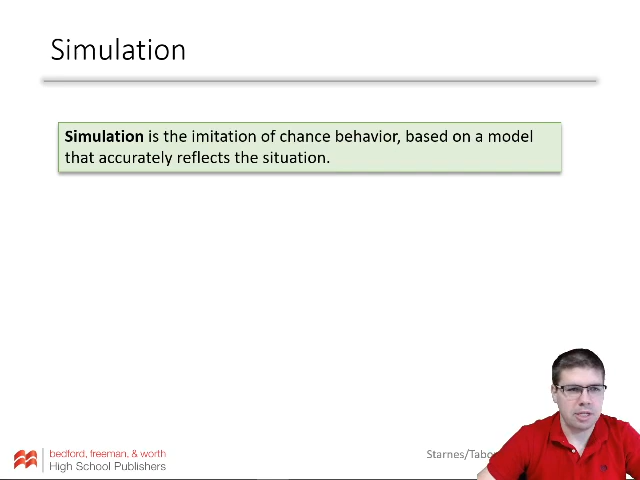 Simulation
Simulation is the imitation of chance behavior, based on a model
that accurately reflects the situation.
bedford, freeman, & worth
High School Publishers
Starnes/Tabo